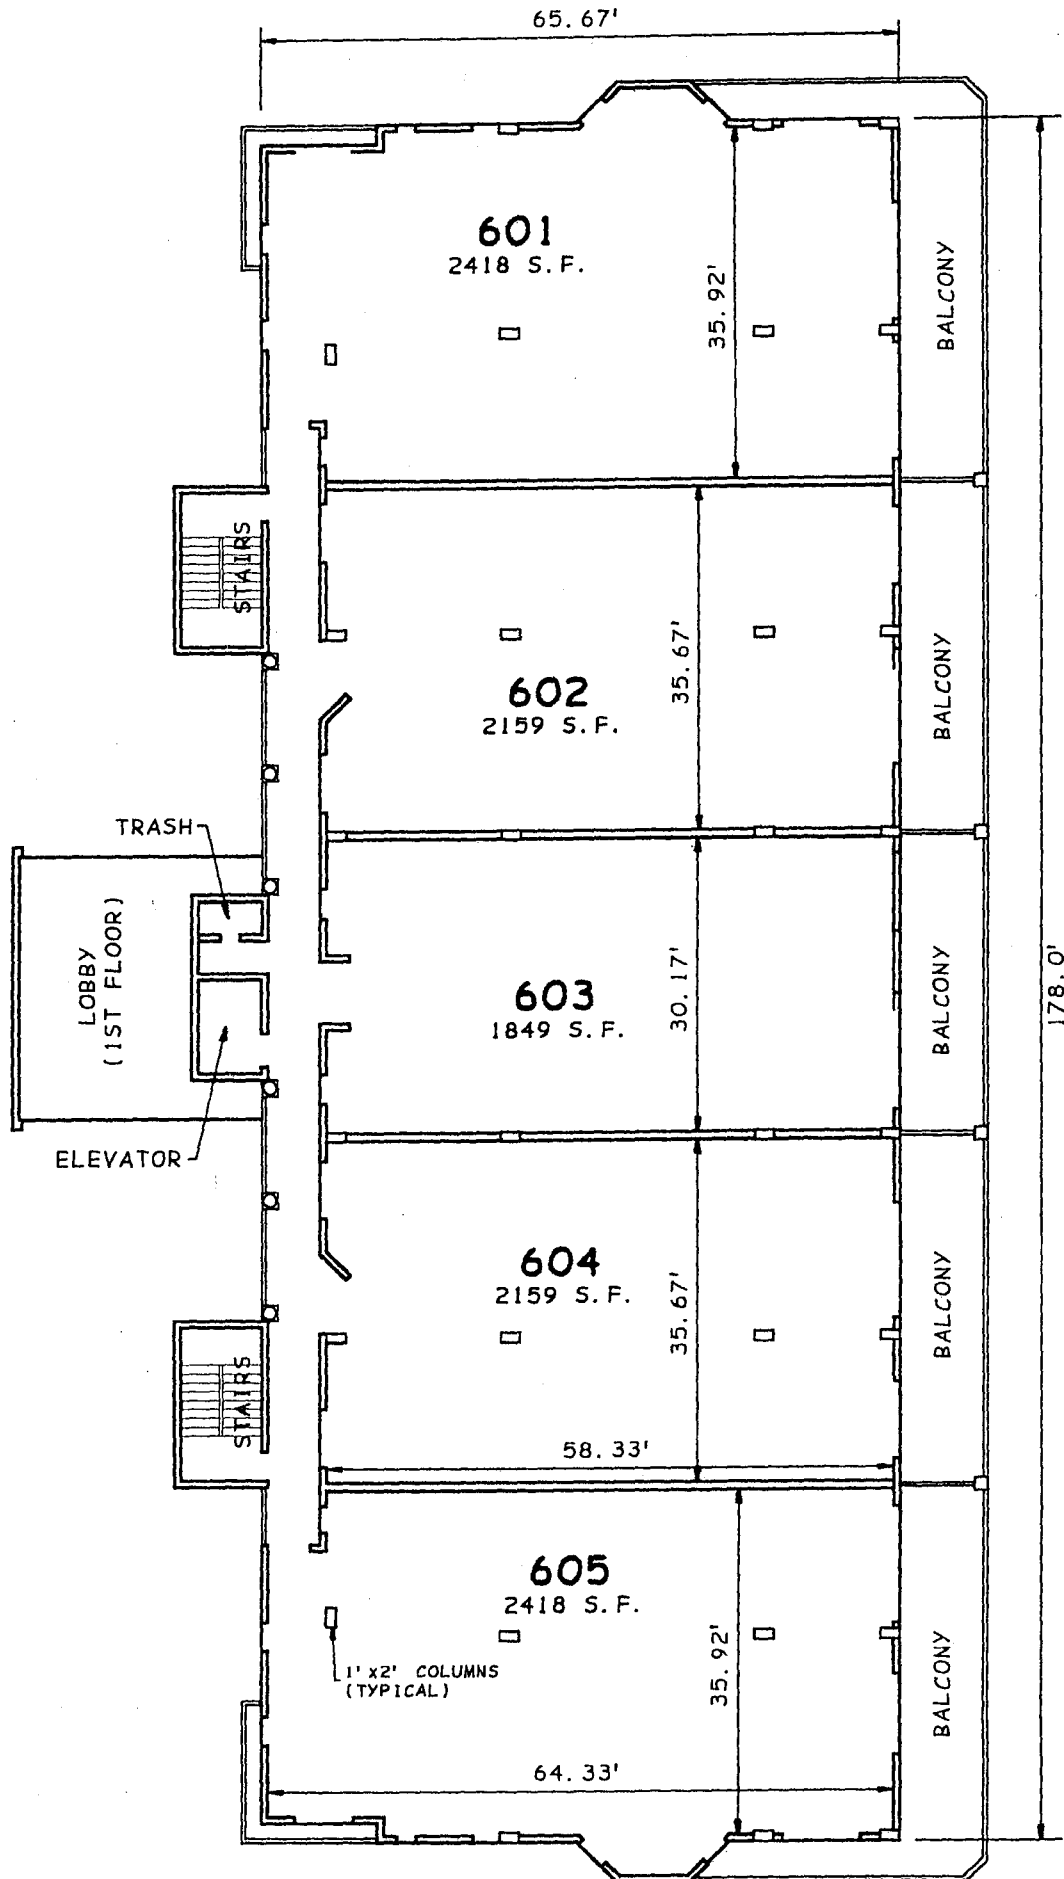 65.67'
601
2418 S.F.
35.92'
BALCONY
STAIRS
602
2159 S.F.
35.67'
BALCONY
TRASH
LOBBY
(1ST FLOOR)
603
1849 S.F.
30.17'
BALCONY
178.0'
ELEVATOR
604
2159 S.F.
35.67'
BALCONY
STAIRS
58.33'
605
2418 S.F.
35.92'
BALCONY
1'x2' COLUMNS
(TYPICAL)
64.33'